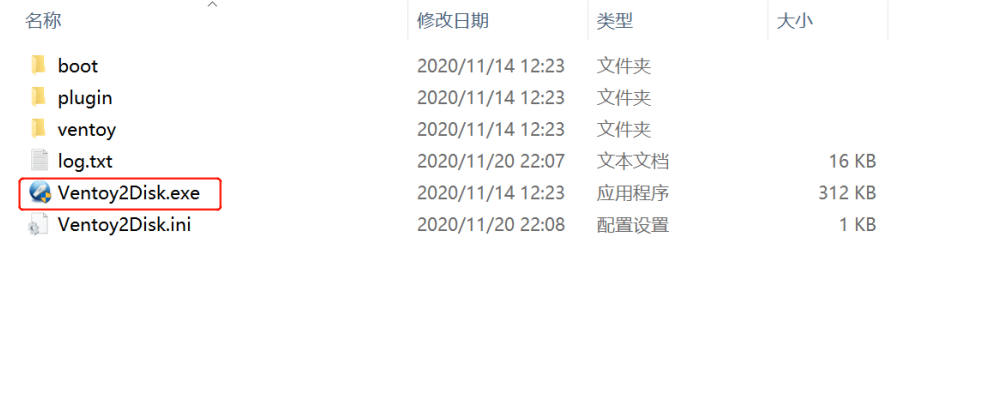 名称 修改日期 类型 大小
boot 2020/11/14 12:23 文件夹
plugin 2020/11/14 12:23 文件夹
ventoy 2020/11/14 12:23 文件夹
log.txt 2020/11/20 22:07 文本文档 16 KB
Ventoy2Disk.exe 2020/11/14 12:23 应用程序 312 KB
Ventoy2Disk.ini 2020/11/20 22:08 配置设置 1 KB